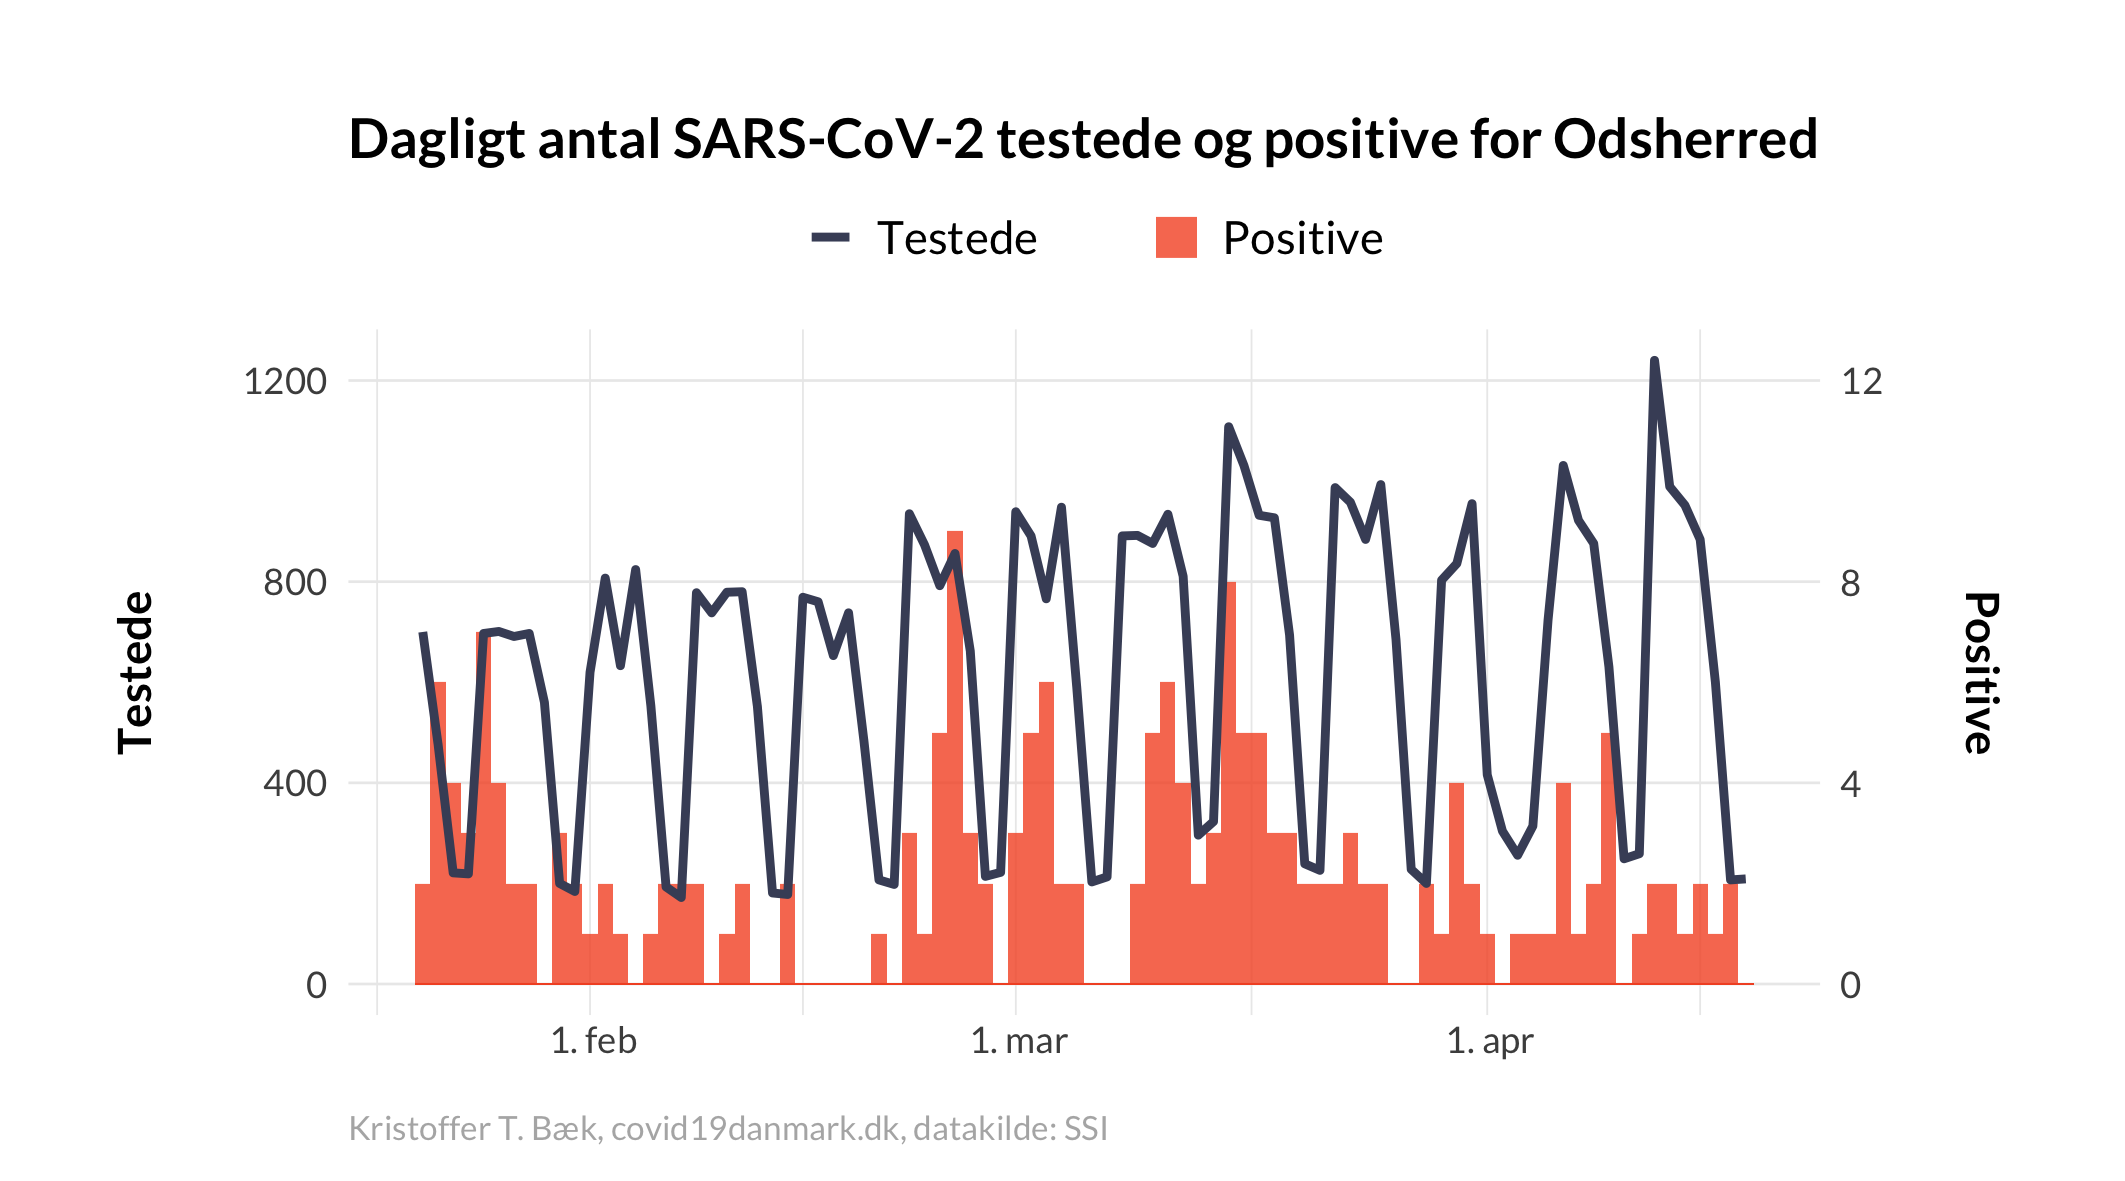 Dagligt antal SARS-CoV-2 testede og positive for Odsherred
Testede
Positive
1200
800
400
0
Testede
12
8
4
0
Positive
1. feb
1. mar
1. apr
Kristoffer T. Bæk, covid19danmark.dk, datakilde: SSI